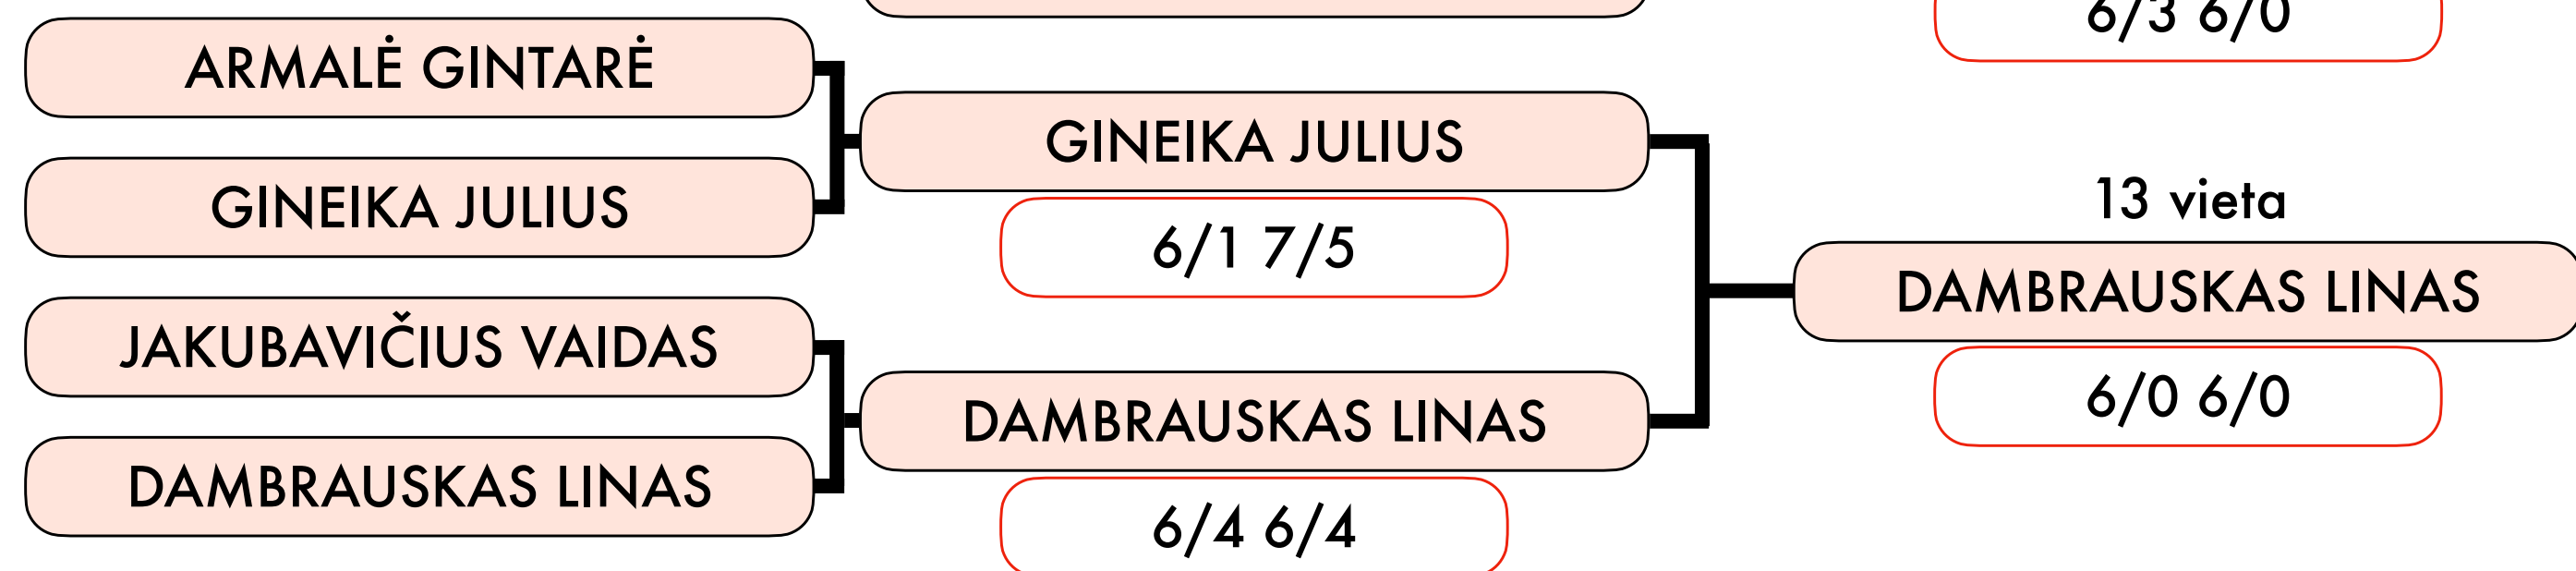 6/3 6/0
ARMALĖ GINTARĖ
GINEIKA JULIUS
GINEIKA JULIUS
6/1 7/5
13 vieta
DAMBRAUSKAS LINAS
6/0 6/0
JAKUBAVIČIUS VAIDAS
DAMBRAUSKAS LINAS
DAMBRAUSKAS LINAS
6/4 6/4